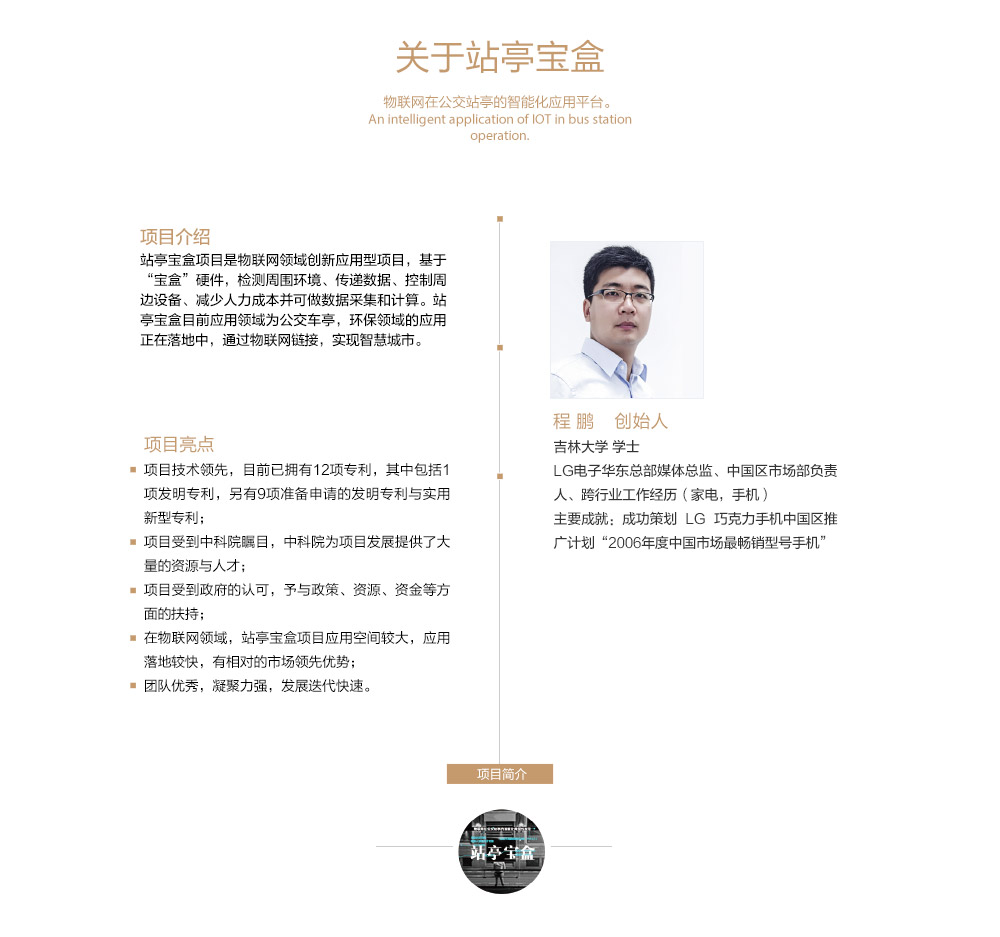 关于站亭宝盒
物联网在公交站亭的智能化应用平台。
An intelligent application of IOT in bus station
operation.
项目介绍
站亭宝盒项目是物联网领域创新应用型项目，基于
“宝盒”硬件，检测周围环境、传递数据、控制周
边设备、减少人力成本并可做数据采集和计算。站
亭宝盒目前应用领域为公交车亭，环保领域的应用
正在落地中，通过物联网链接，实现智慧城市。
项目亮点
项目技术领先，目前已拥有12项专利，其中包括1
项发明专利，另有9项准备申请的发明专利与实用
新型专利；
项目受到中科院瞩目，中科院为项目发展提供了大
量的资源与人才；
项目受到政府的认可，予与政策、资源、资金等方
面的扶持；
在物联网领域，站亭宝盒项目应用空间较大，应用
落地较快，有相对的市场领先优势；
团队优秀，凝聚力强，发展迭代快速。
程 鹏 创始人
吉林大学 学士
LG电子华东总部媒体总监、中国区市场部负责
人、跨行业工作经历（家电，手机）
主要成就：成功策划 LG 巧克力手机中国区推
广计划“2006年度中国市场最畅销型号手机”
项目简介
站亭宝盒